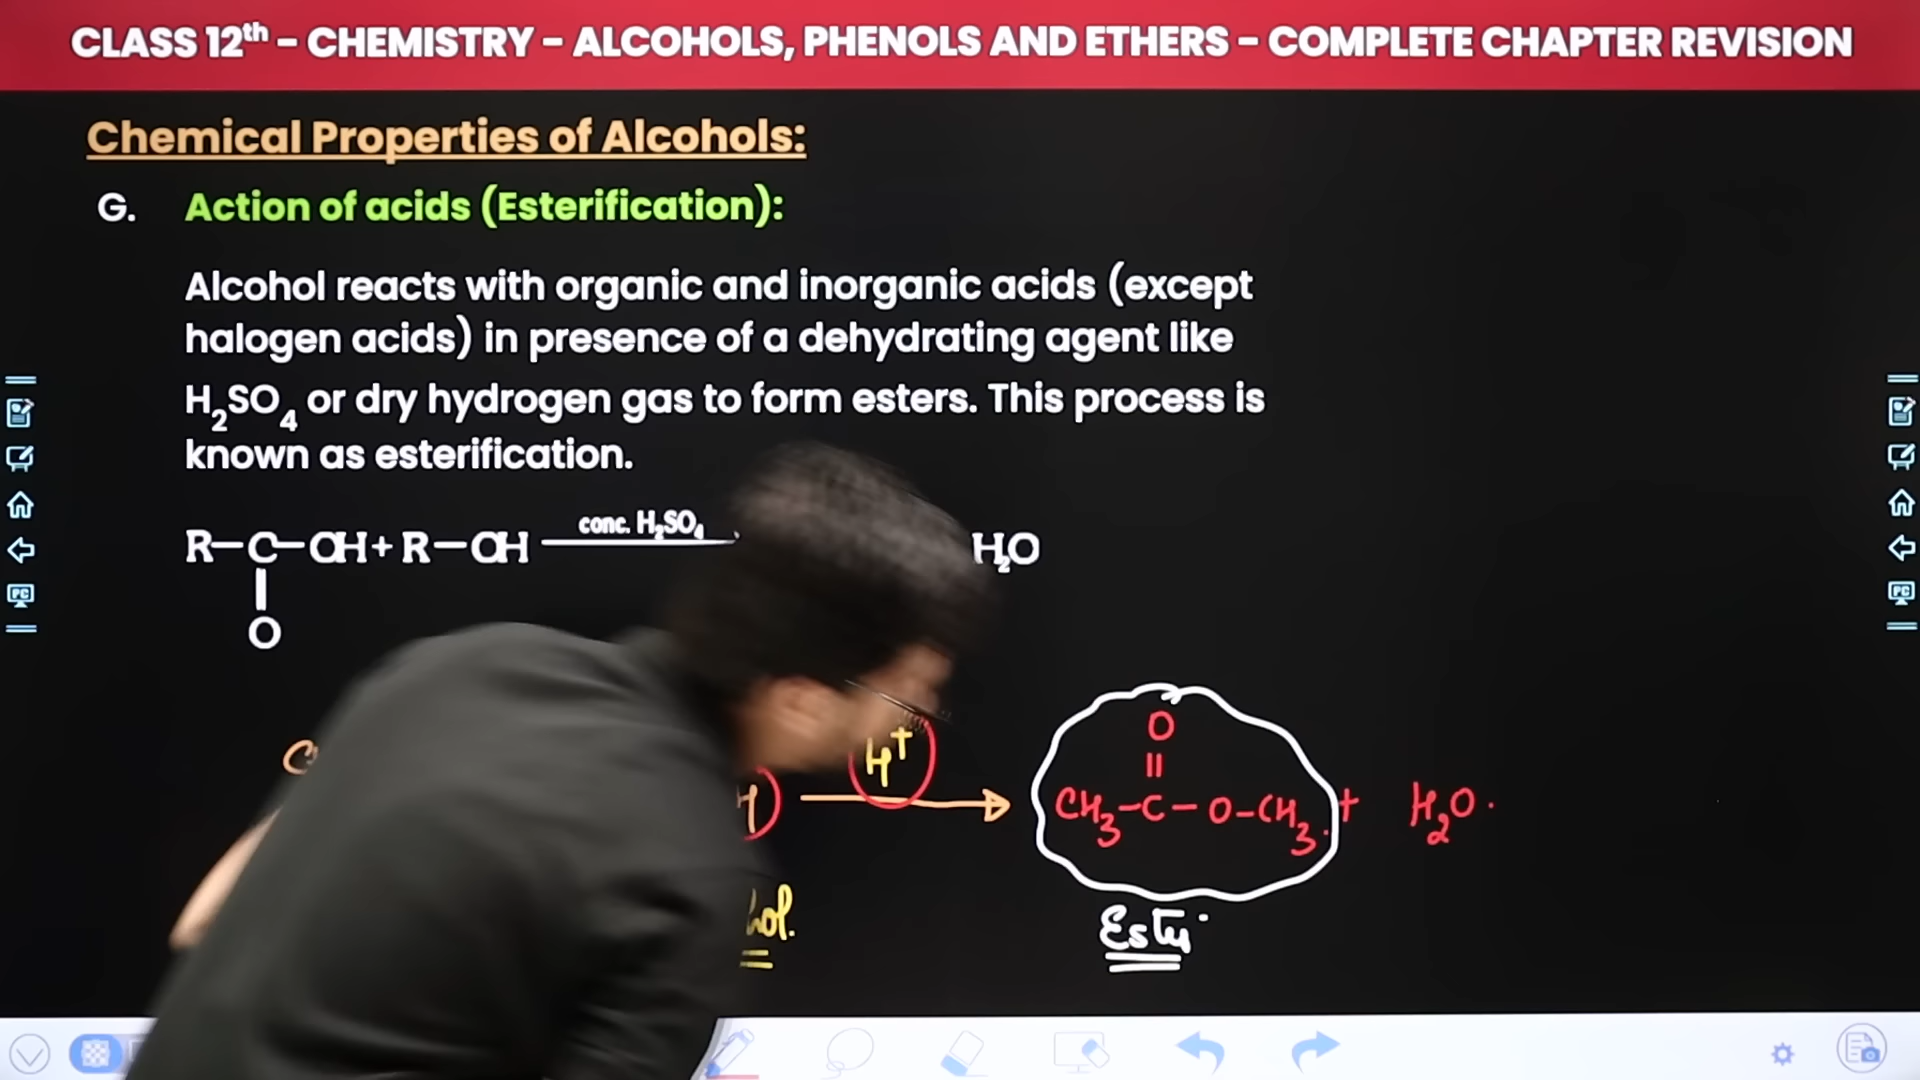 CLASS 12th – CHEMISTRY – ALCOHOLS, PHENOLS AND ETHERS – COMPLETE CHAPTER REVISION
Chemical Properties of Alcohols:
G. Action of acids (Esterification):
Alcohol reacts with organic and inorganic acids (except
halogen acids) in presence of a dehydrating agent like
H₂SO₄ or dry hydrogen gas to form esters. This process is
known as esterification.
conc. H₂SO₄
R–C–OH + R–OH H₂O
O
O
H⁺
CH₃–C–O–CH₃ + H₂O.
Ester
PC
PC